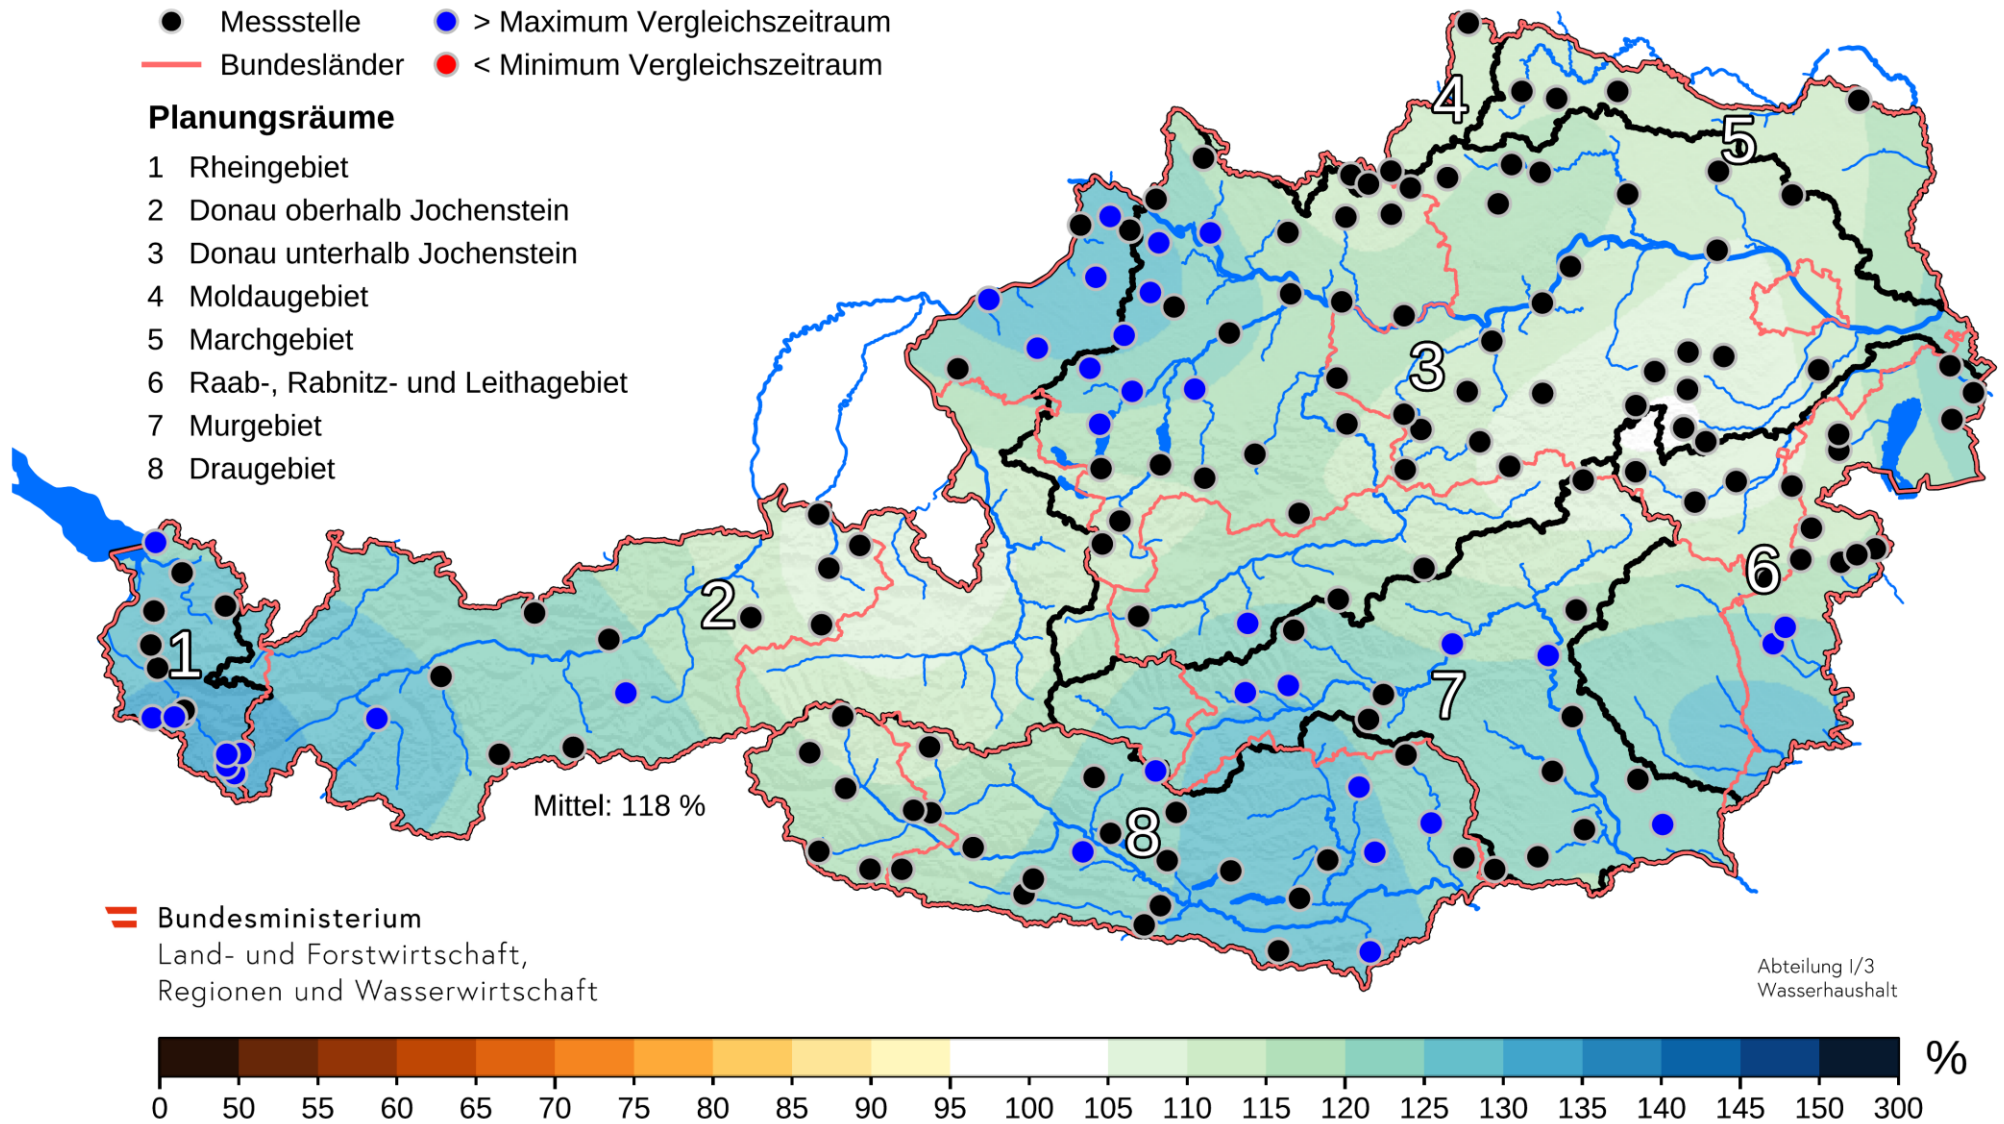 Messstelle
> Maximum Vergleichszeitraum
Bundesländer
< Minimum Vergleichszeitraum
Planungsräume
1 Rheingebiet
2 Donau oberhalb Jochenstein
3 Donau unterhalb Jochenstein
4 Moldaugebiet
5 Marchgebiet
6 Raab-, Rabnitz- und Leithagebiet
7 Murgebiet
8 Draugebiet
4
5
3
6
2
1
7
8
Mittel: 118 %
Bundesministerium
Land- und Forstwirtschaft,
Regionen und Wasserwirtschaft
Abteilung I/3
Wasserhaushalt
%
0 50 55 60 65 70 75 80 85 90 95 100 105 110 115 120 125 130 135 140 145 150 300